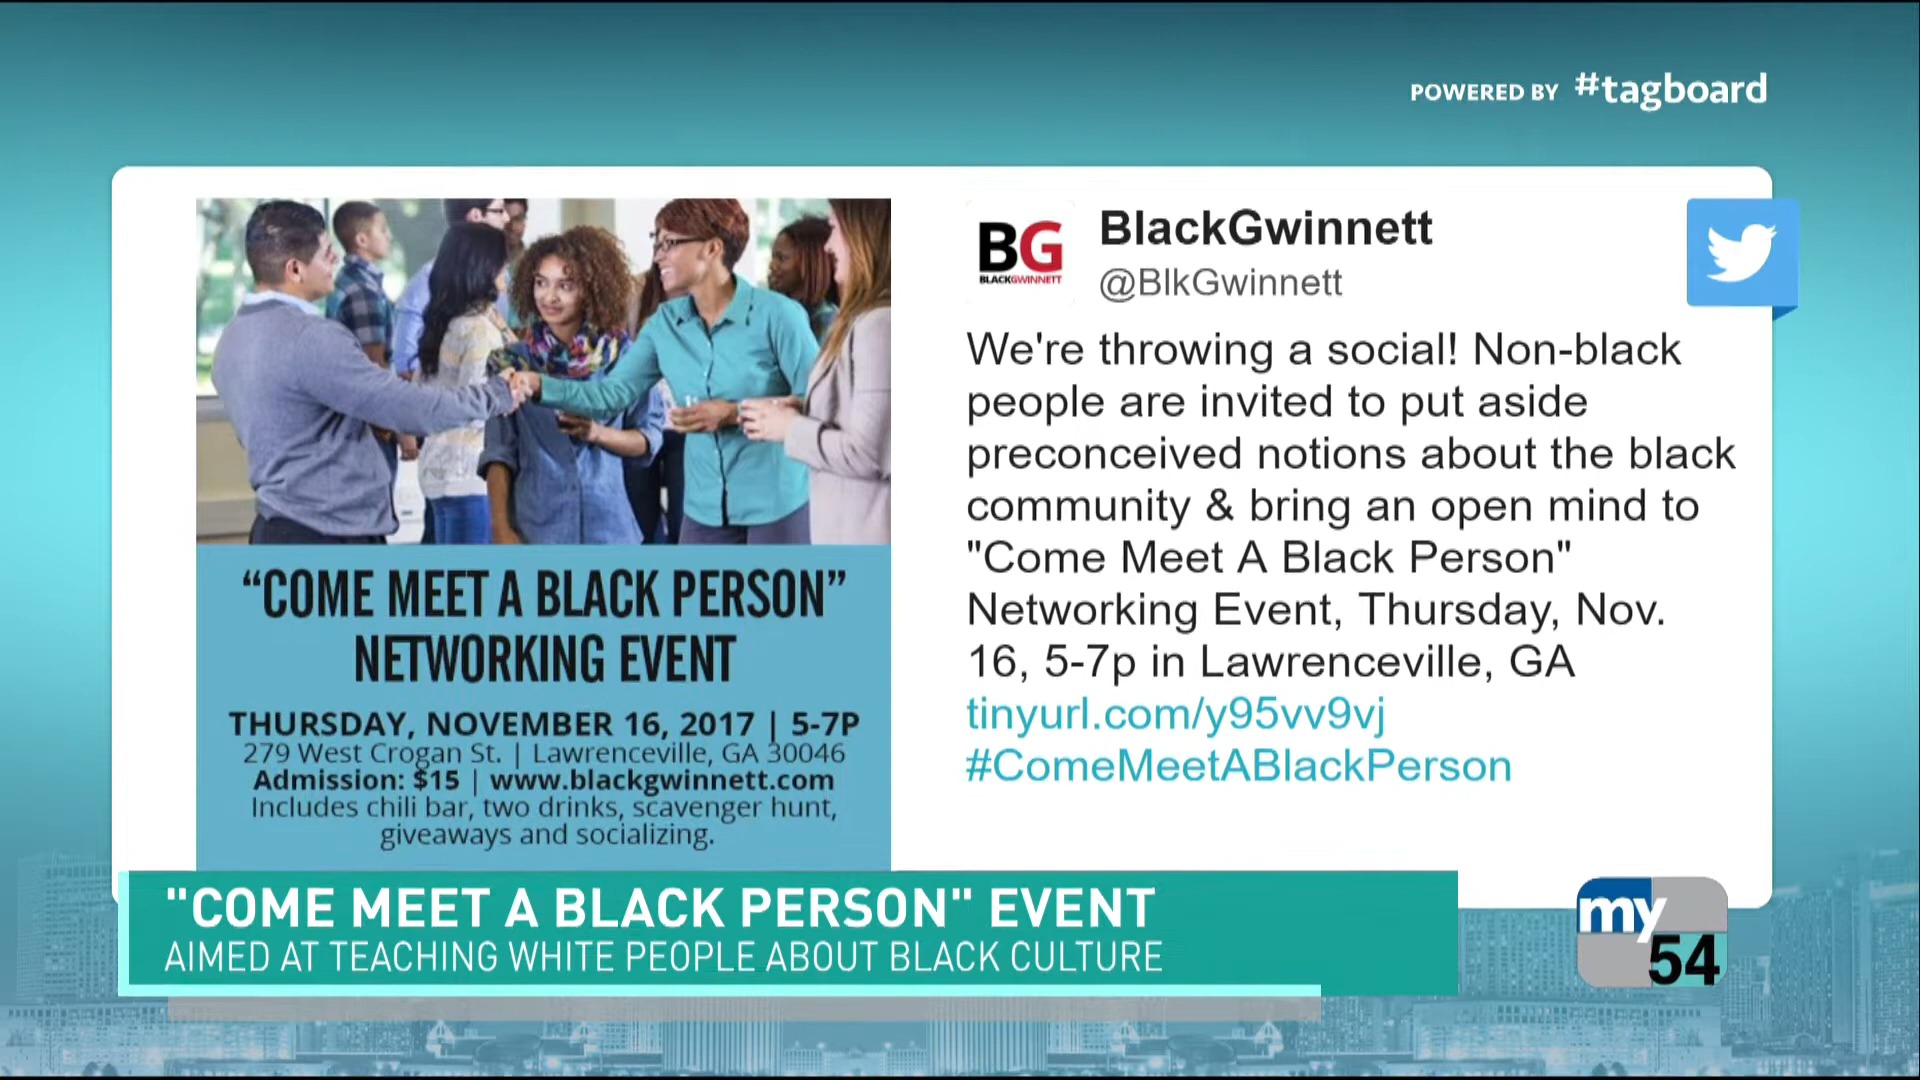 POWERED BY #tagboard
BG
BLACKGWINNETT
BlackGwinnett
@BlkGwinnett
We're throwing a social! Non-black
people are invited to put aside
preconceived notions about the black
community & bring an open mind to
"Come Meet A Black Person"
Networking Event, Thursday, Nov.
16, 5-7p in Lawrenceville, GA
tinyurl.com/y95vv9vj
#ComeMeetABlackPerson
“COME MEET A BLACK PERSON”
NETWORKING EVENT
THURSDAY, NOVEMBER 16, 2017 | 5-7P
279 West Crogan St. | Lawrenceville, GA 30046
Admission: $15 | www.blackgwinnett.com
Includes chili bar, two drinks, scavenger hunt,
giveaways and socializing.
"COME MEET A BLACK PERSON" EVENT
AIMED AT TEACHING WHITE PEOPLE ABOUT BLACK CULTURE
my
54